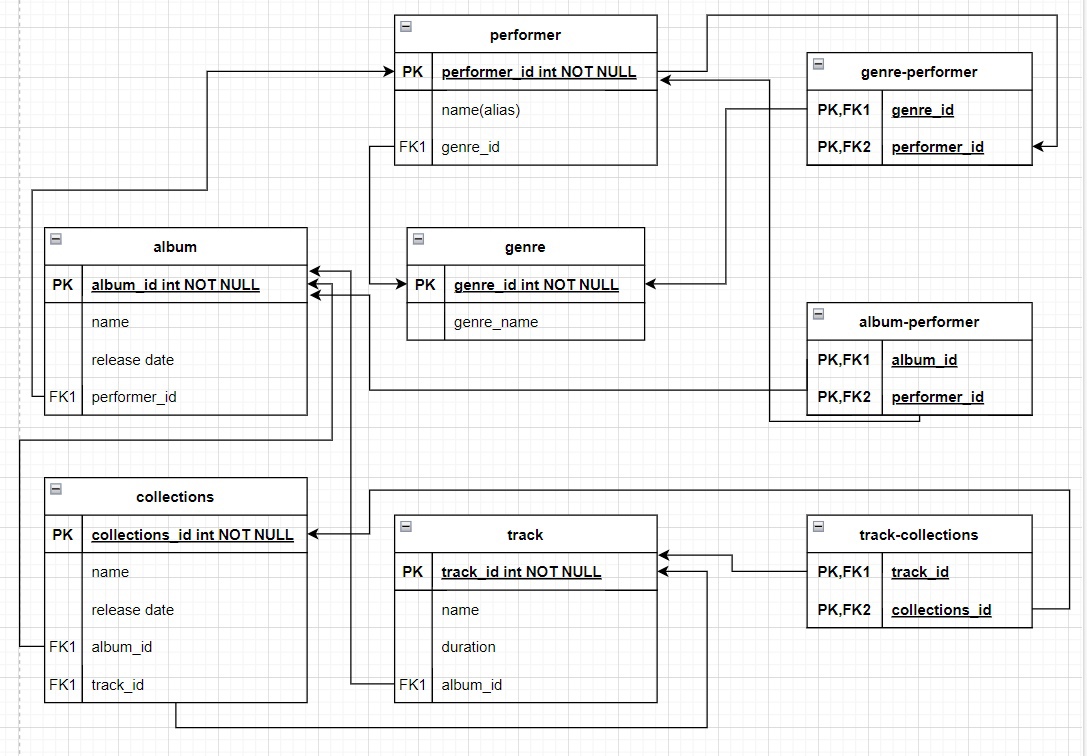 performer
PK performer_id int NOT NULL
name(alias)
FK1 genre_id
genre-performer
PK,FK1 genre_id
PK,FK2 performer_id
album
PK album_id int NOT NULL
name
release date
FK1 performer_id
genre
PK genre_id int NOT NULL
genre_name
album-performer
PK,FK1 album_id
PK,FK2 performer_id
collections
PK collections_id int NOT NULL
name
release date
FK1 album_id
FK1 track_id
track
PK track_id int NOT NULL
name
duration
FK1 album_id
track-collections
PK,FK1 track_id
PK,FK2 collections_id